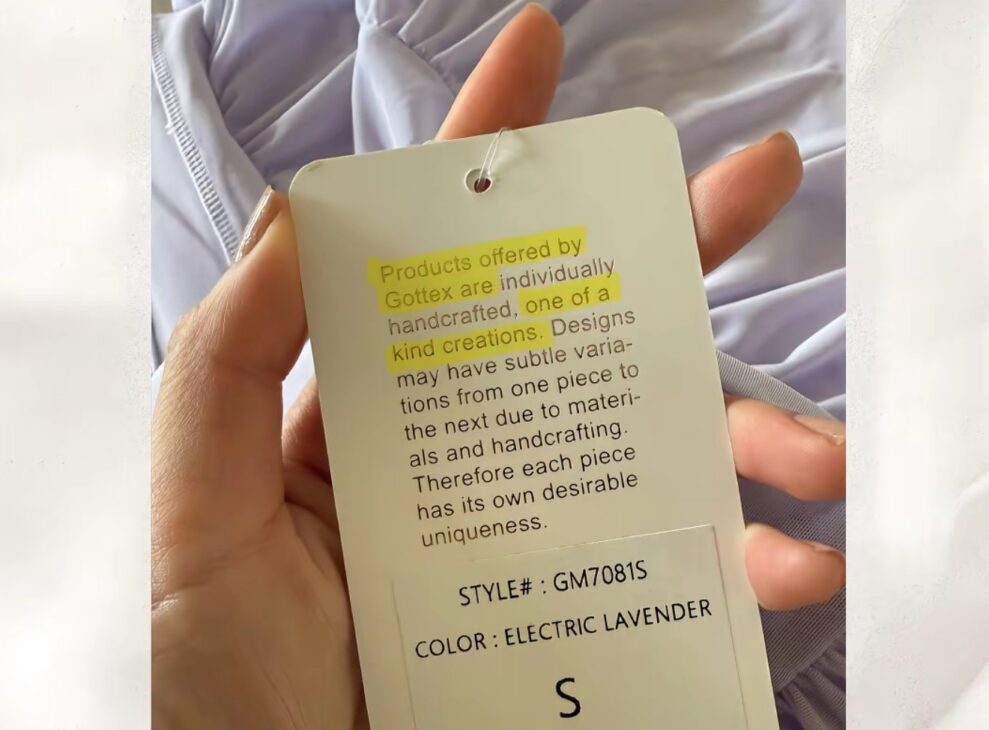 Products offered by
Gottex are individually
handcrafted, one of a
kind creations. Designs
may have subtle varia-
tions from one piece to
the next due to materi-
als and handcrafting.
Therefore each piece
has its own desirable
uniqueness.
STYLE# : GM7081S
COLOR : ELECTRIC LAVENDER
S